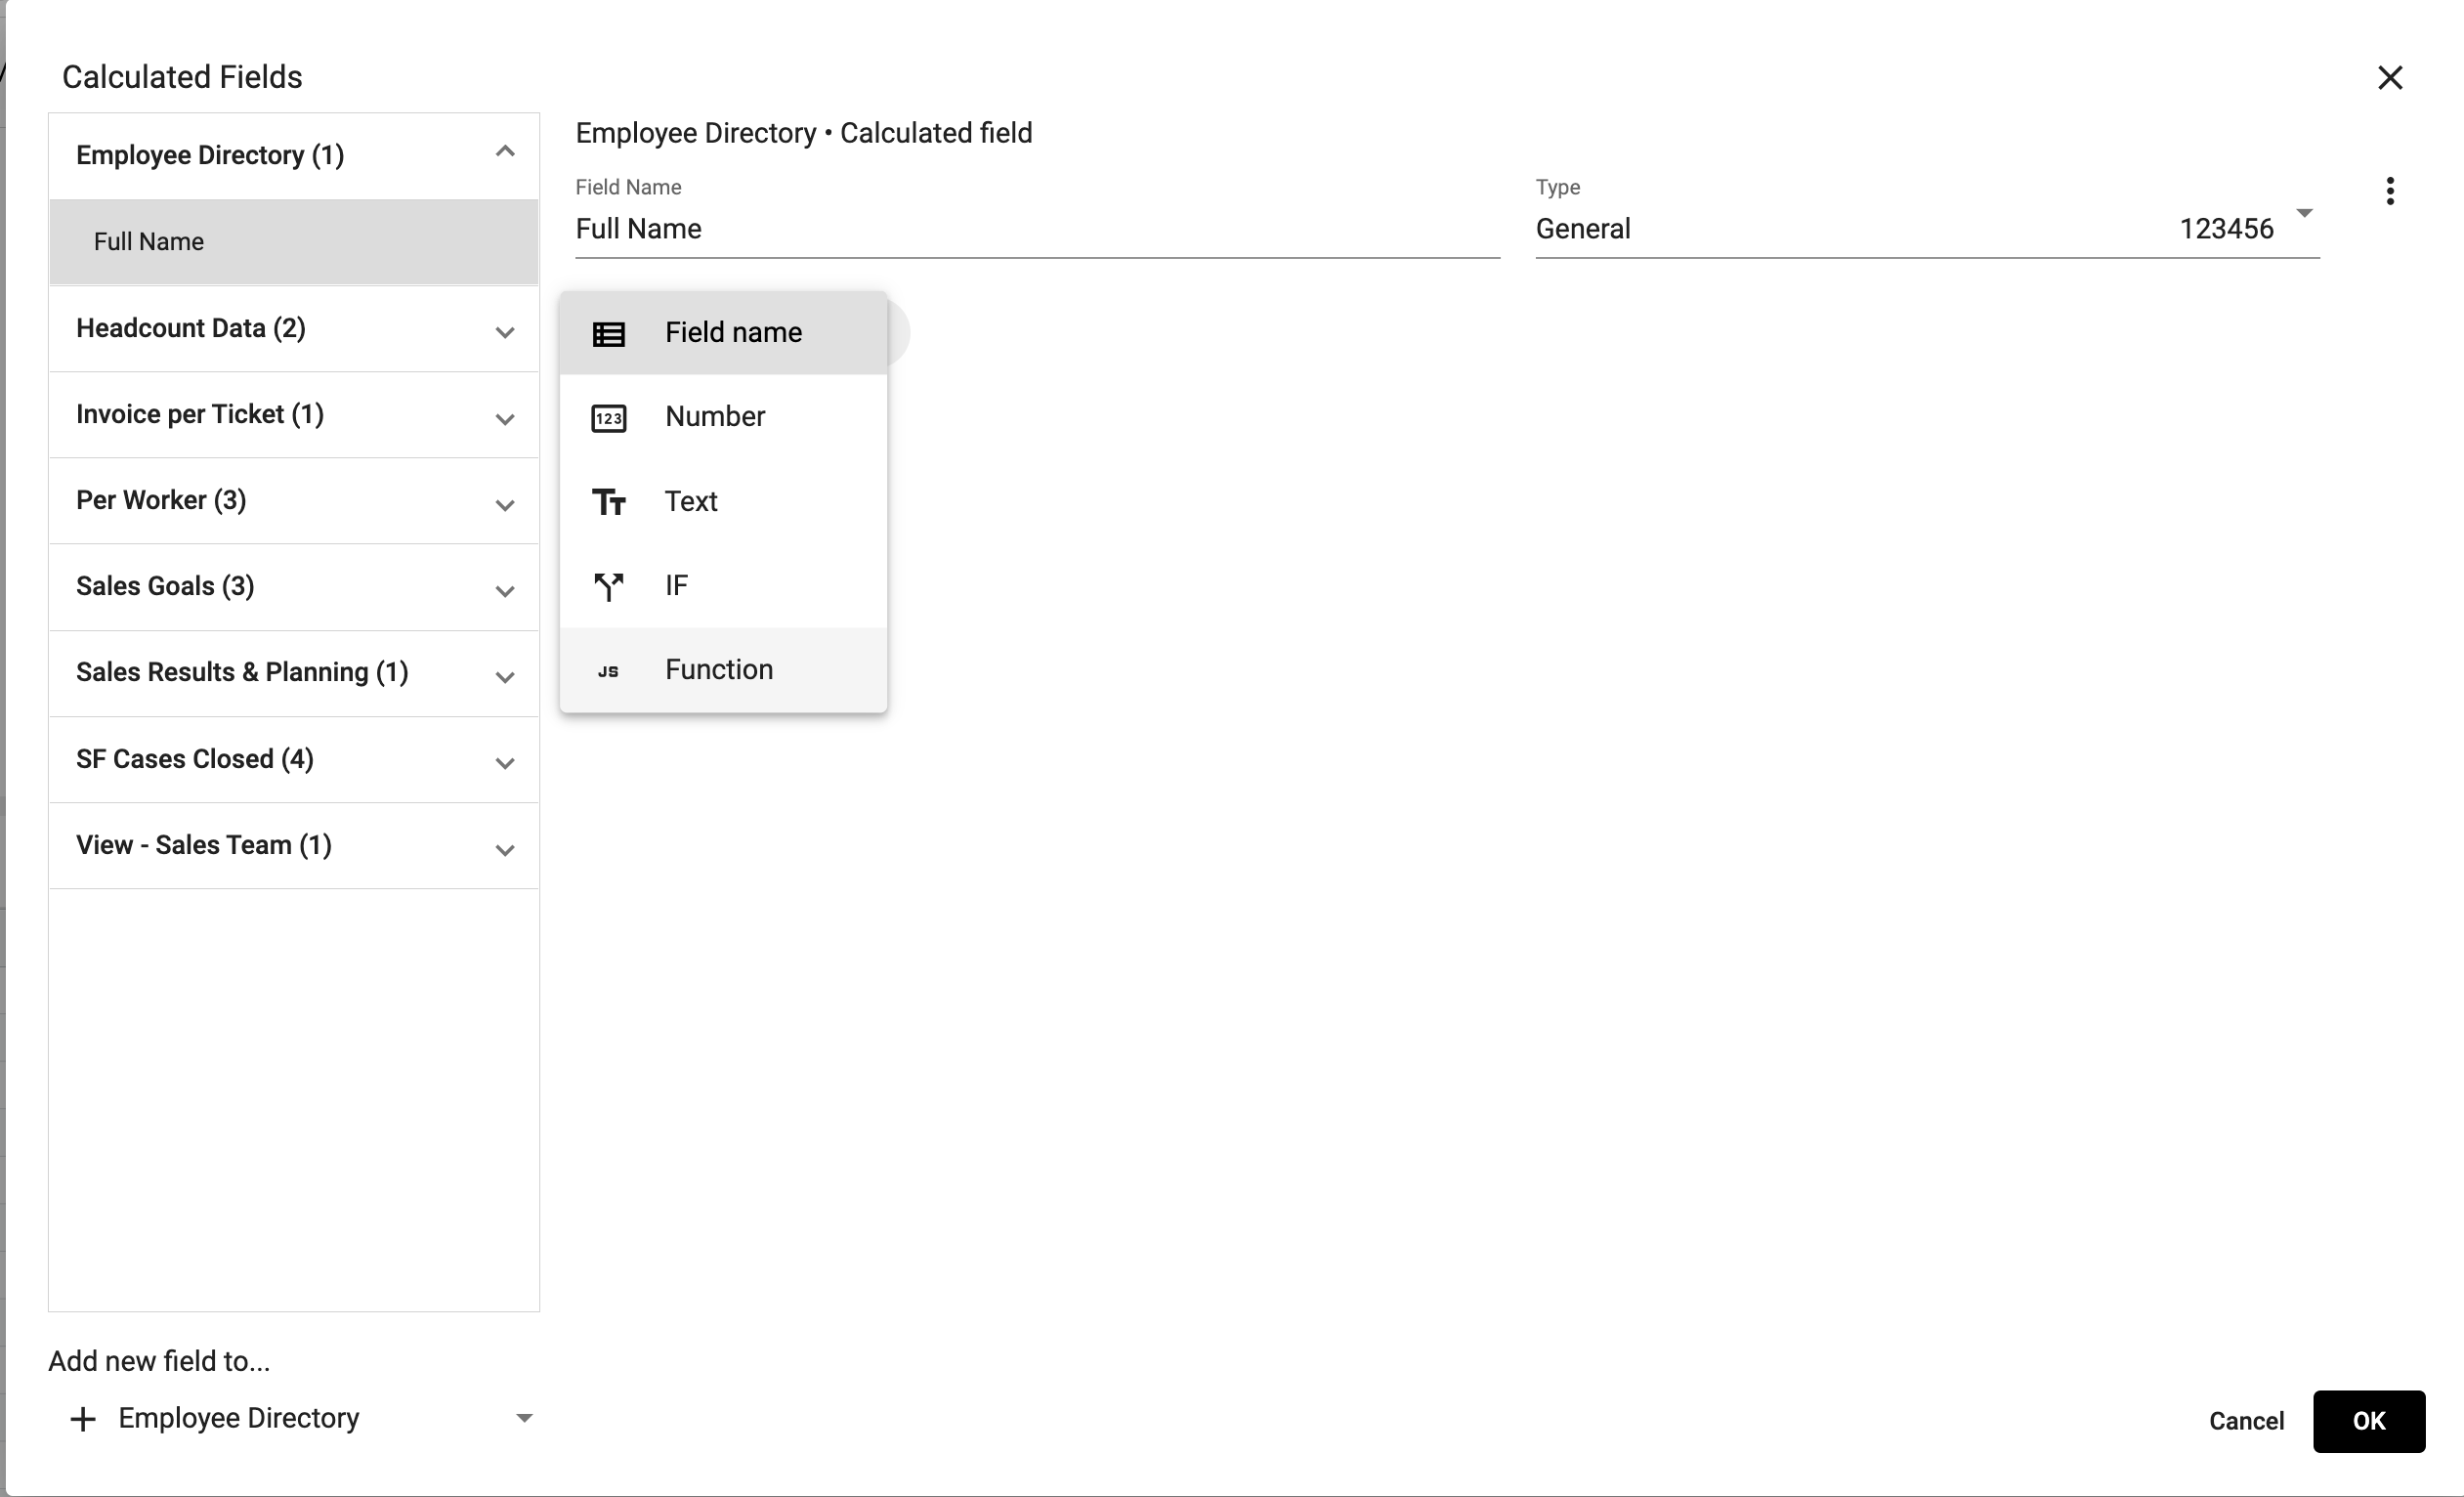 Calculated Fields
Employee Directory (1)
Full Name
Headcount Data (2)
Invoice per Ticket (1)
Per Worker (3)
Sales Goals (3)
Sales Results & Planning (1)
SF Cases Closed (4)
View - Sales Team (1)
Add new field to...
Employee Directory
Employee Directory • Calculated field
Field Name
Full Name
Type
General 123456
Field name
123 Number
Text
IF
JS Function
Cancel
OK